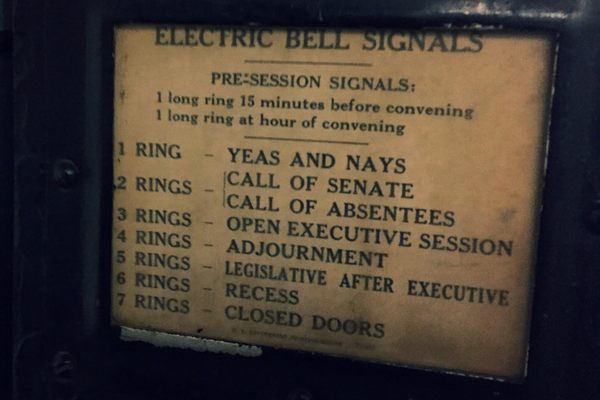 ELECTRIC BELL SIGNALS
PRE-SESSION SIGNALS:
1 long ring 15 minutes before convening
1 long ring at hour of convening
1 RING – YEAS AND NAYS
2 RINGS – CALL OF SENATE
CALL OF ABSENTEES
3 RINGS – OPEN EXECUTIVE SESSION
4 RINGS – ADJOURNMENT
5 RINGS – LEGISLATIVE AFTER EXECUTIVE
6 RINGS – RECESS
7 RINGS – CLOSED DOORS